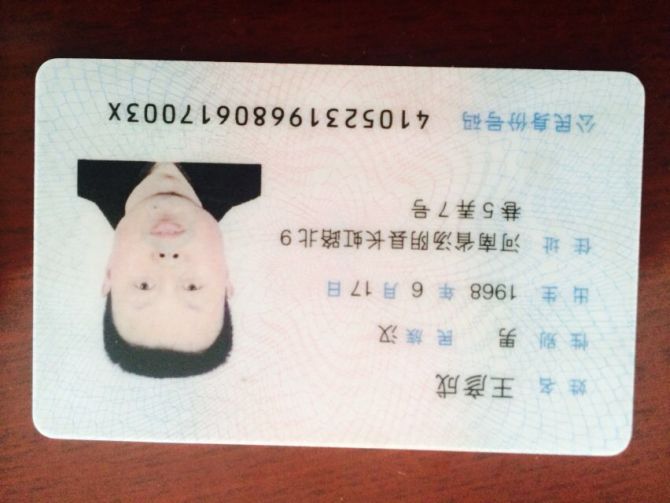 姓名 王彦成
性别 男 民族 汉
出生 1968 年 6 月 17 日
住址 河南省汤阴县长虹路北9
巷5弄7号
公民身份号码 41052319680617003X